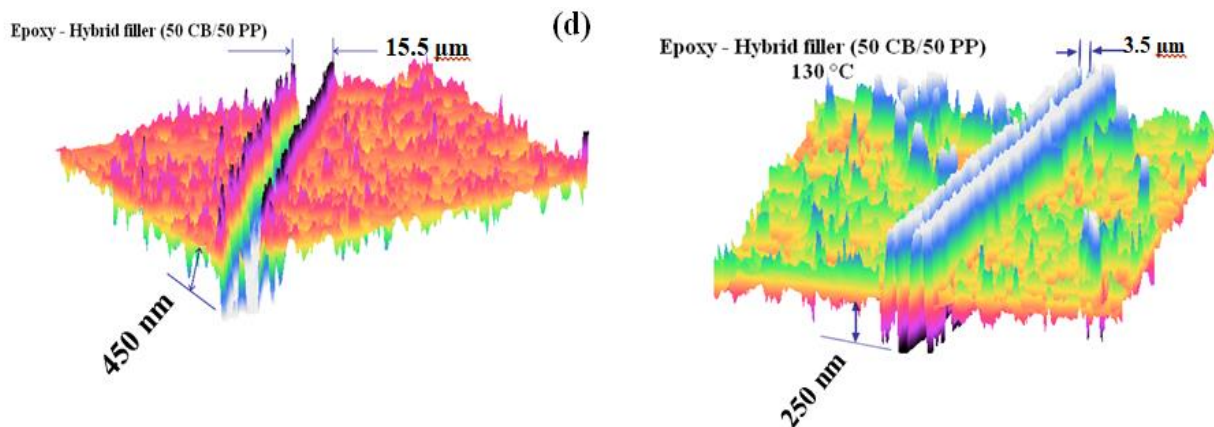 Epoxy - Hybrid filler (50 CB/50 PP)
(d)
15.5 µm
450 nm
Epoxy - Hybrid filler (50 CB/50 PP)
130 °C
3.5 µm
250 nm